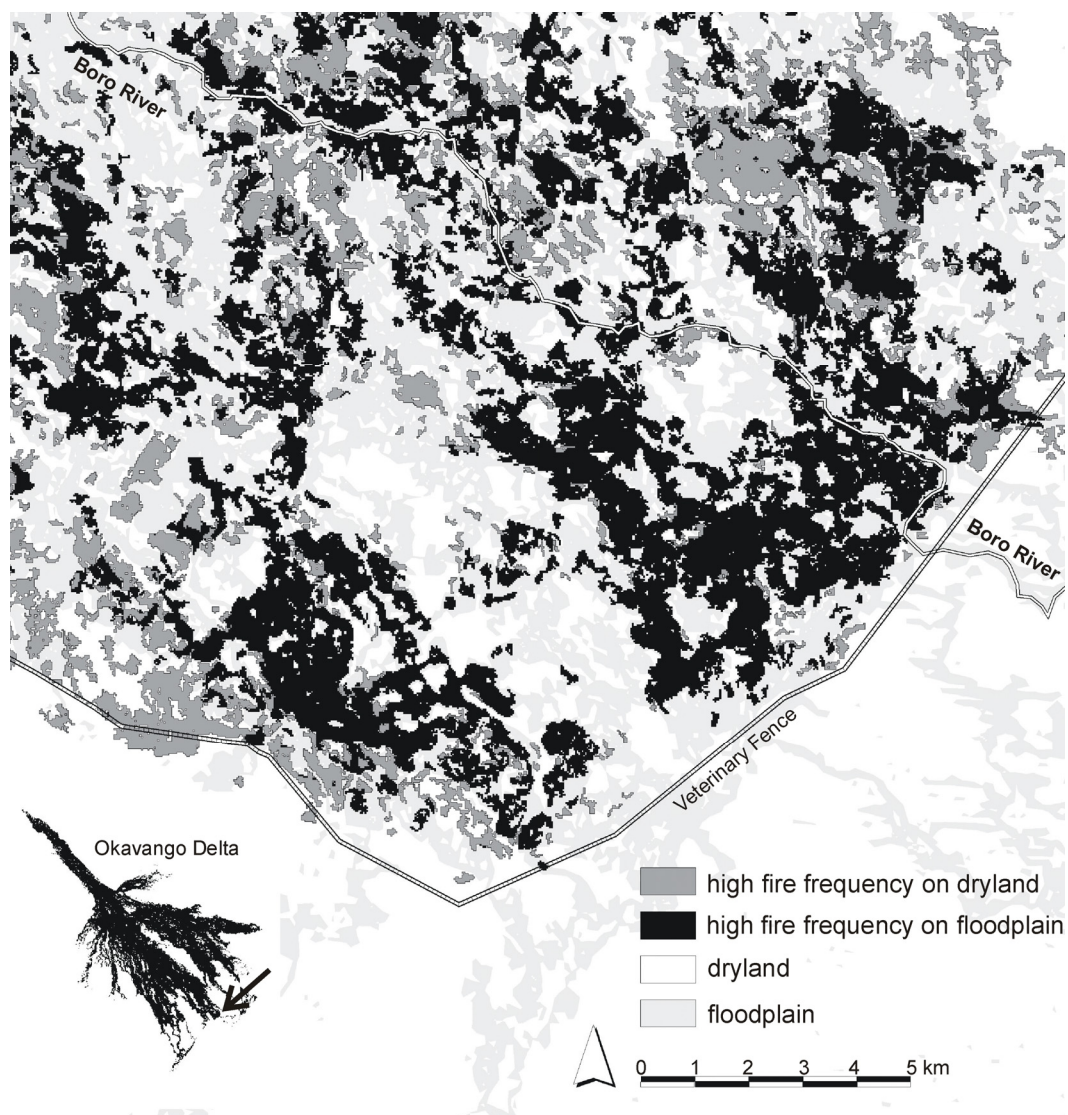 Boro River
Boro River
Veterinary Fence
Okavango Delta
high fire frequency on dryland
high fire frequency on floodplain
dryland
floodplain
0 1 2 3 4 5 km